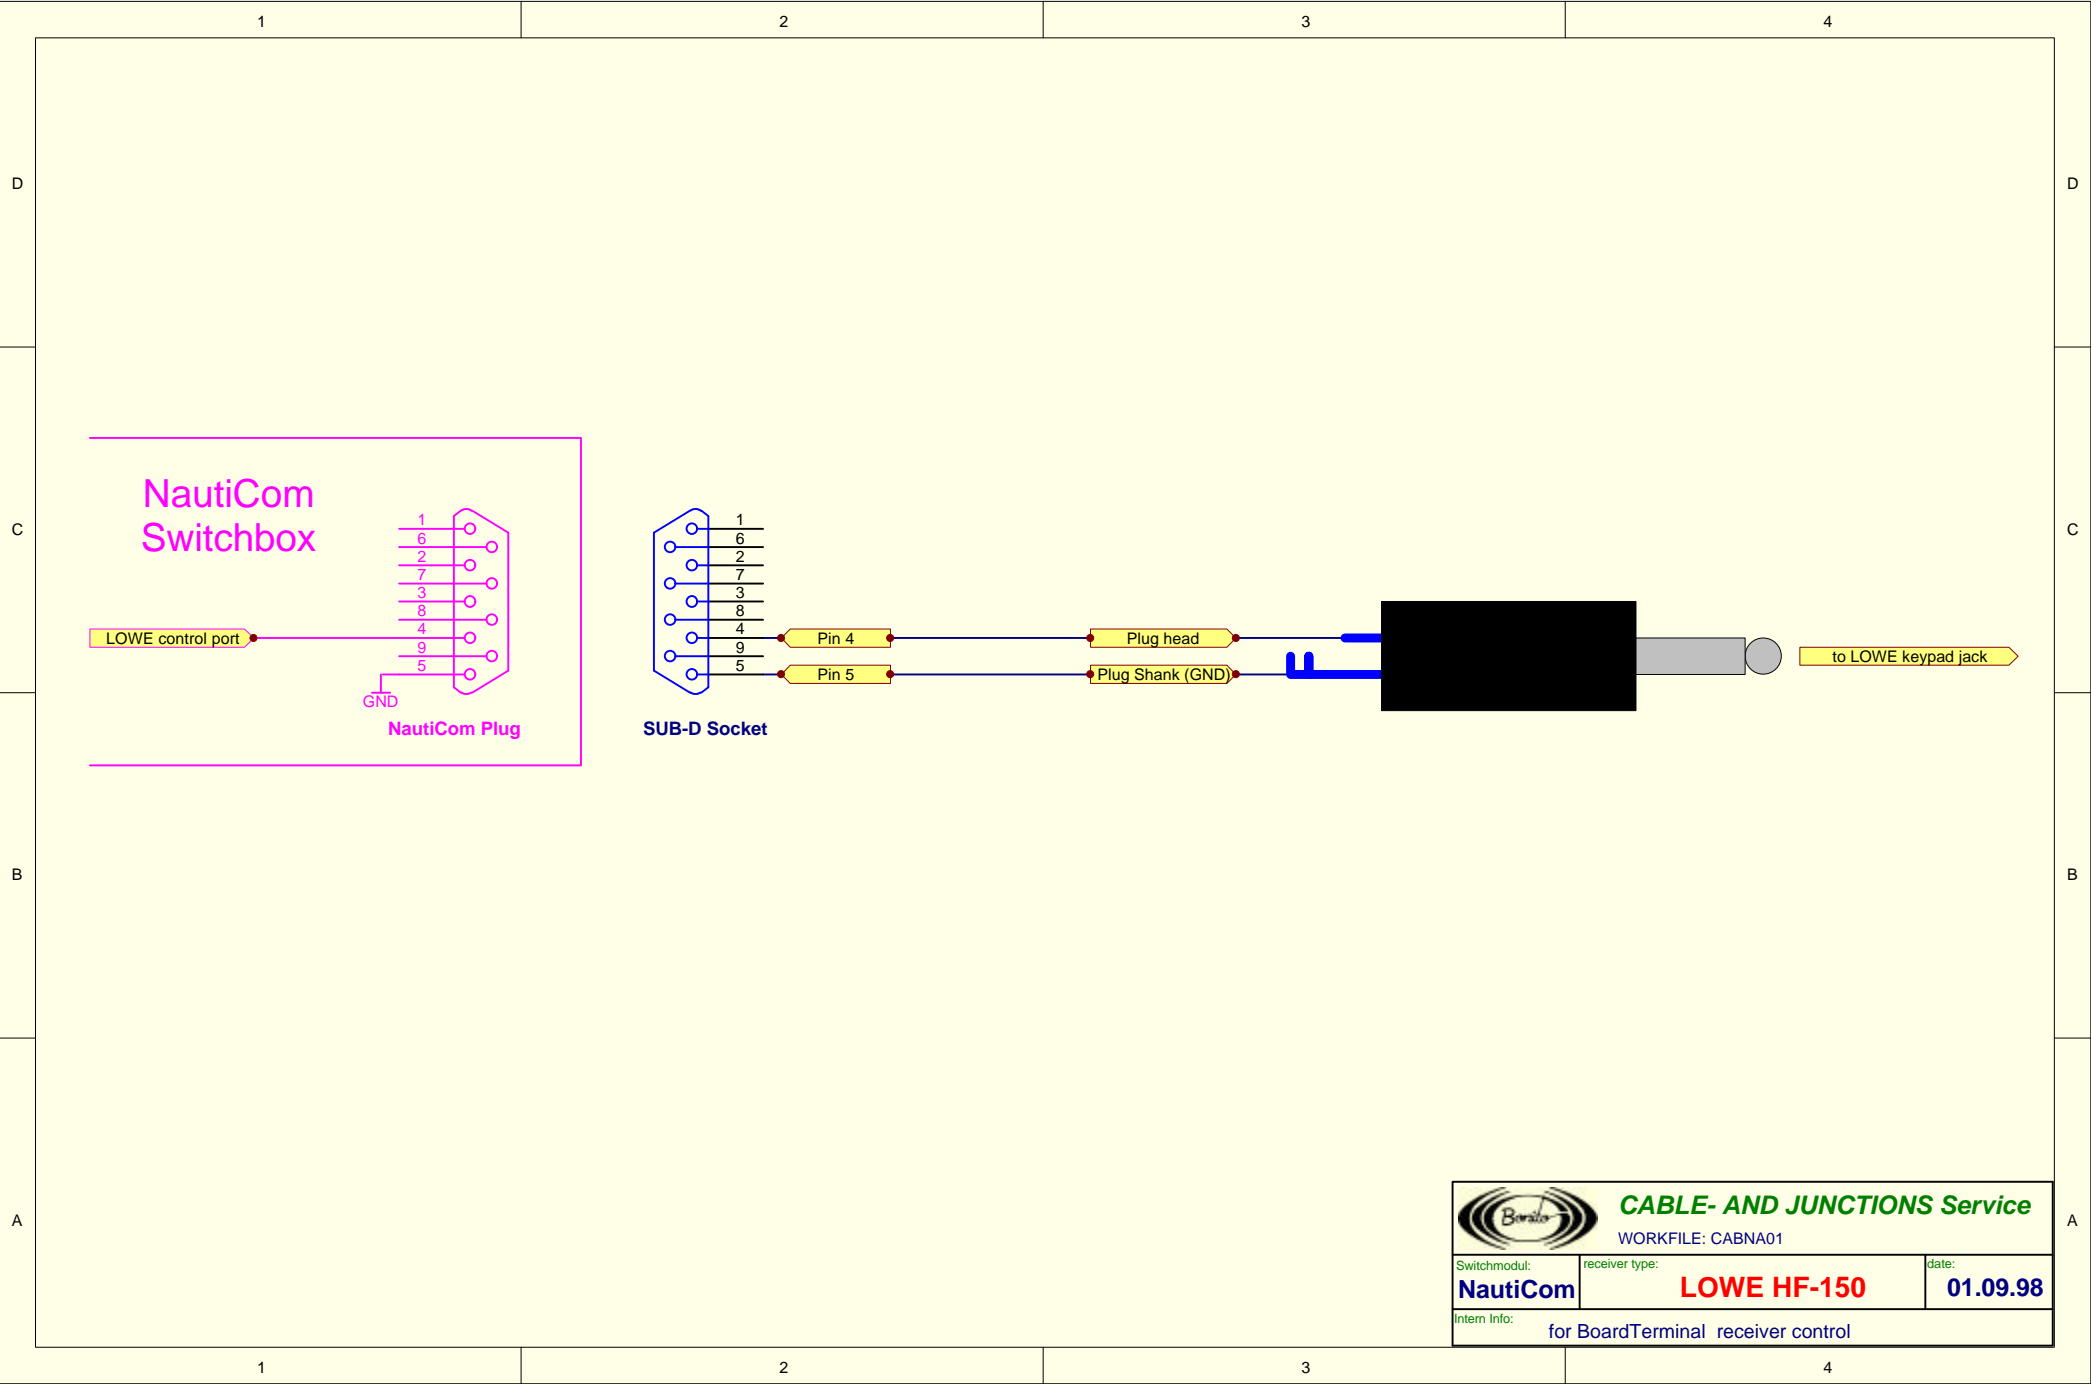 1 2 3 4
D D
NautiCom
Switchbox
C C
1
6
2
7
3
8
4
9
5
LOWE control port
GND
NautiCom Plug
1
6
2
7
3
8
4
9
5
SUB-D Socket
Pin 4
Plug head
Pin 5
Plug Shank (GND)
to LOWE keypad jack
B B
A A
Bonito
CABLE- AND JUNCTIONS Service
WORKFILE: CABNA01
Switchmodul:
NautiCom
receiver type:
LOWE HF-150
date:
01.09.98
Intern Info:
for BoardTerminal receiver control
1 2 3 4